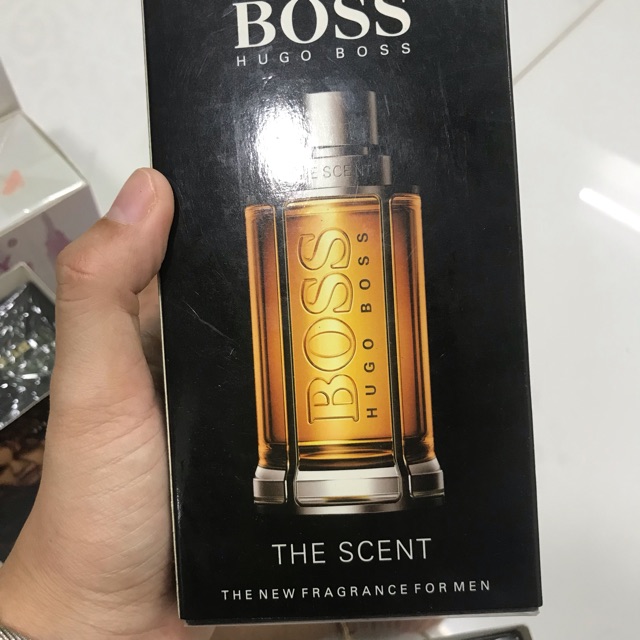 BOSS
HUGO BOSS
THE SCENT
BOSS
HUGO BOSS
THE SCENT
THE NEW FRAGRANCE FOR MEN